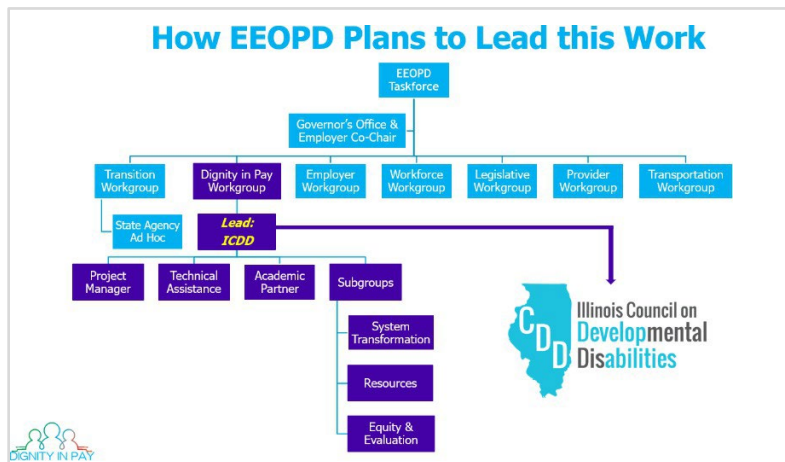 How EEOPD Plans to Lead this Work
EEOPD
Taskforce
Governor's Office &
Employer Co-Chair
Transition
Workgroup
Dignity in Pay
Workgroup
Employer
Workgroup
Workforce
Workgroup
Legislative
Workgroup
Provider
Workgroup
Transportation
Workgroup
State Agency
Ad Hoc
Lead:
ICDD
Project
Manager
Technical
Assistance
Academic
Partner
Subgroups
System
Transformation
Resources
Equity &
Evaluation
CDD
Illinois Council on
Developmental
Disabilities
DIGNITY IN PAY